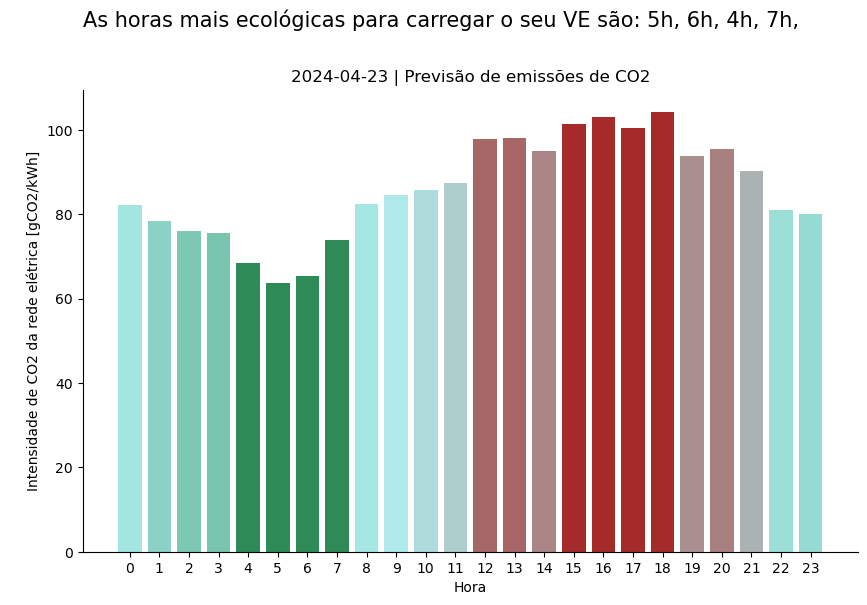 As horas mais ecológicas para carregar o seu VE são: 5h, 6h, 4h, 7h,
2024-04-23 | Previsão de emissões de CO2
Intensidade de CO2 da rede elétrica [gCO2/kWh]
100
80
60
40
20
0
0 1 2 3 4 5 6 7 8 9 10 11 12 13 14 15 16 17 18 19 20 21 22 23
Hora